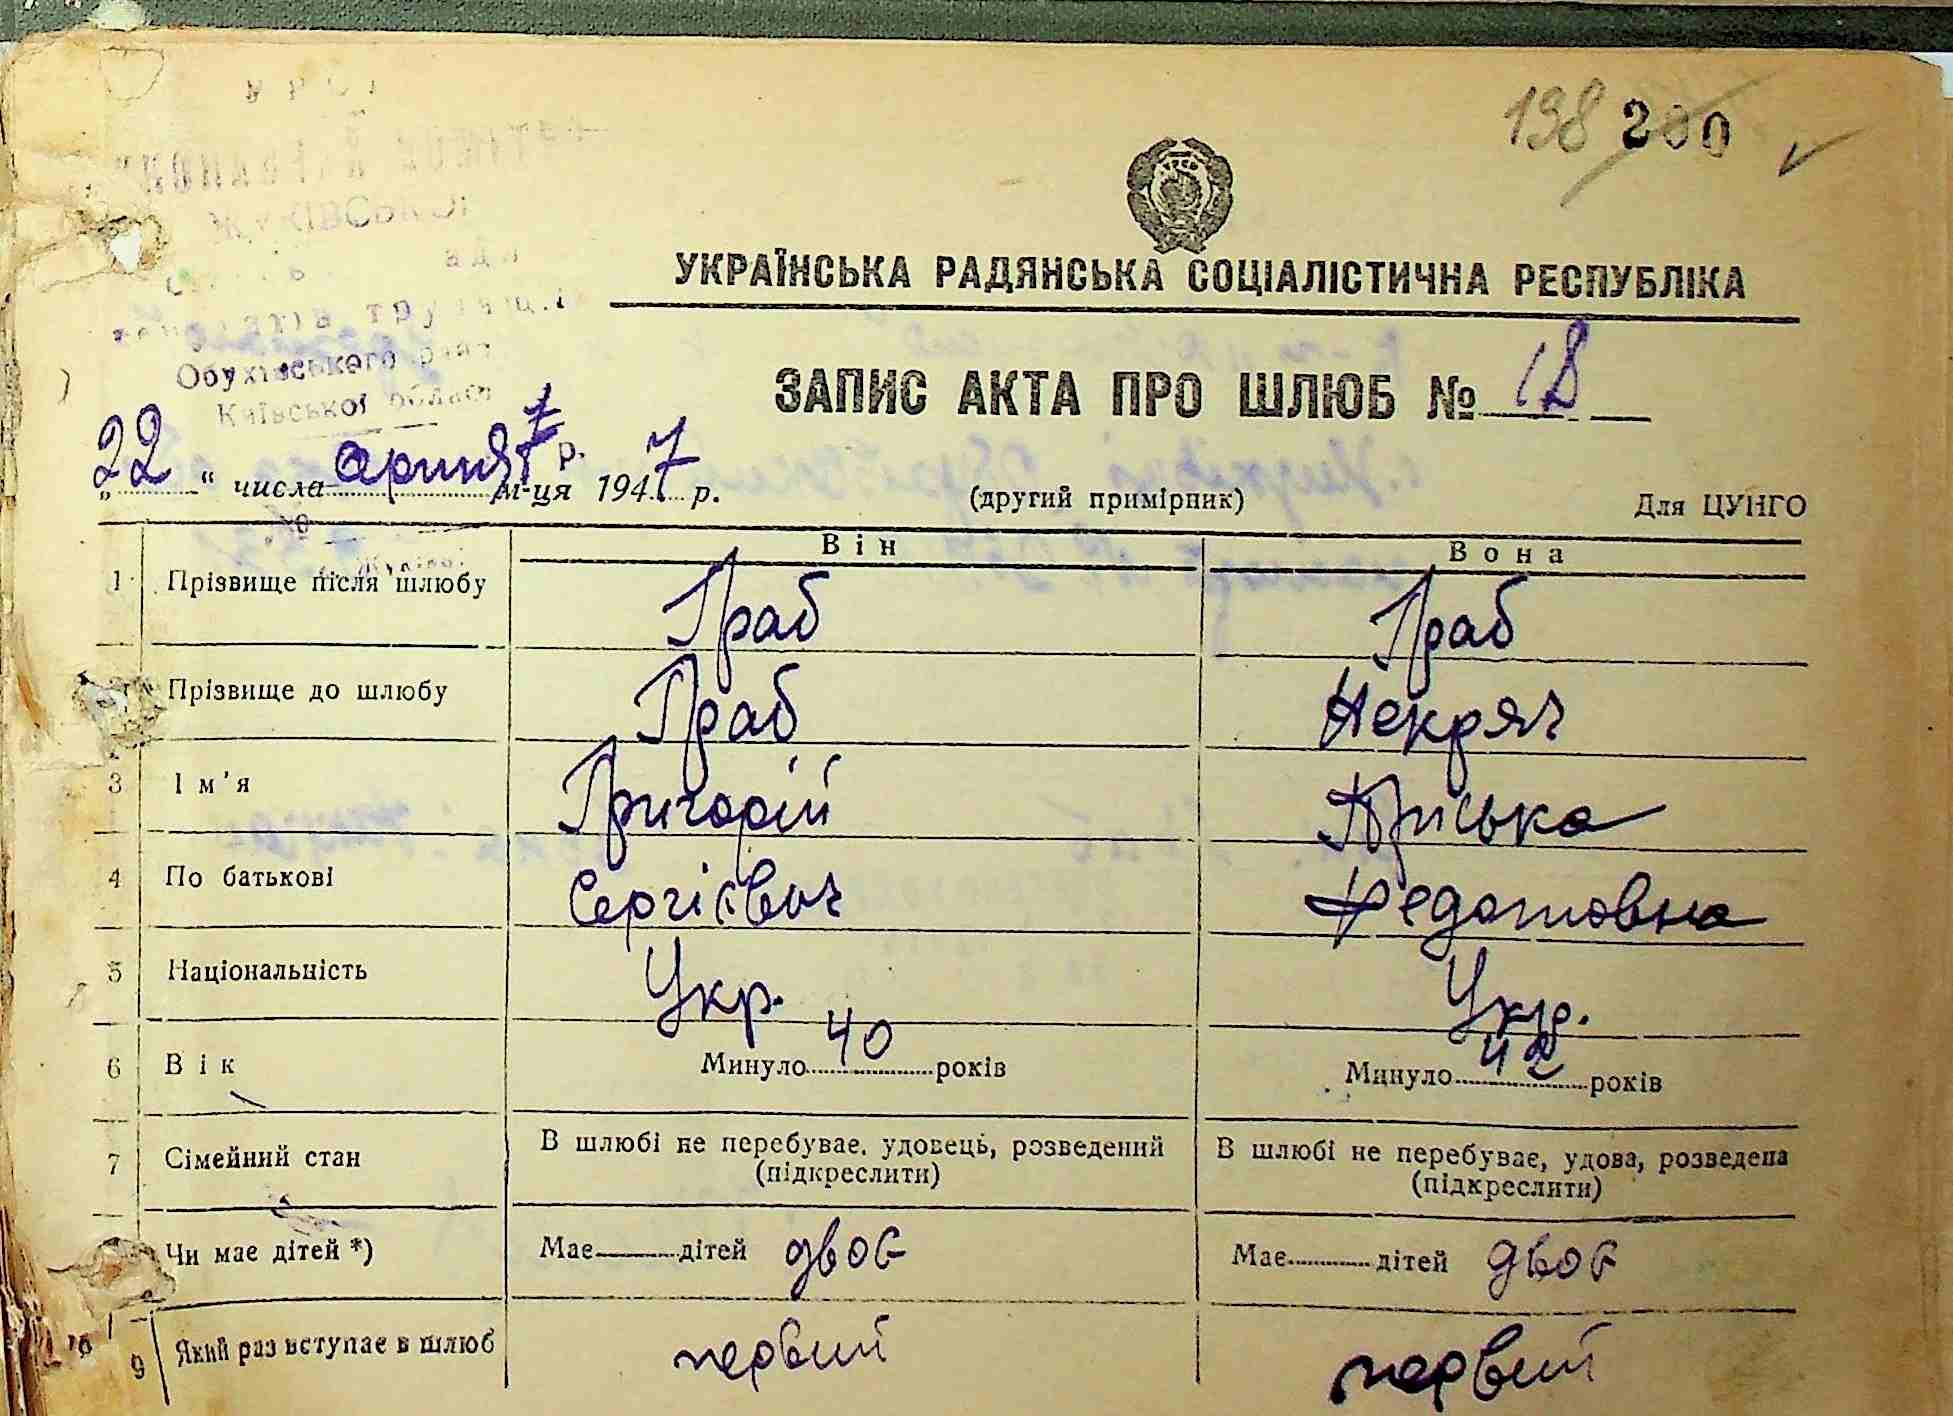 138 200
УКРАЇНСЬКА РАДЯНСЬКА СОЦІАЛІСТИЧНА РЕСПУБЛІКА
ЖУКІВСЬКОЇ
Обухівського
Київської області
ЗАПИС АКТА ПРО ШЛЮБ № 18
„22“ числа м-ця 1947 р.
(другий примірник)
Для ЦУНГО
Він Вона
1 Прізвище після шлюбу Граб Граб
Прізвище до шлюбу Граб Некряч
3 Ім'я Григорій Пріська
4 По батькові Сергієвич Федотовна
5 Національність Укр. Укр.
6 Вік Минуло 40 років Минуло 42 років
7 Сімейний стан В шлюбі не перебуває, удовець, розведений В шлюбі не перебуває, удова, розведена
(підкреслити) (підкреслити)
Чи має дітей *) Має дітей двоє Має дітей двоє
9 Який раз вступає в шлюб первий первий